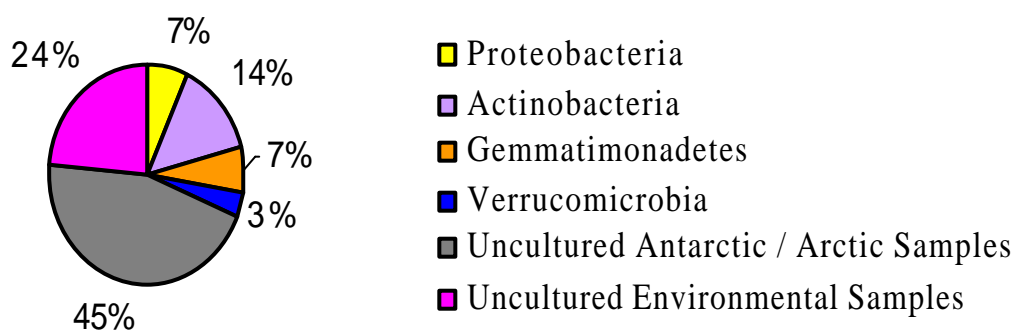 7%
24%
14%
7%
3%
45%
Proteobacteria
Actinobacteria
Gemmatimonadetes
Verrucomicrobia
Uncultured Antarctic / Arctic Samples
Uncultured Environmental Samples